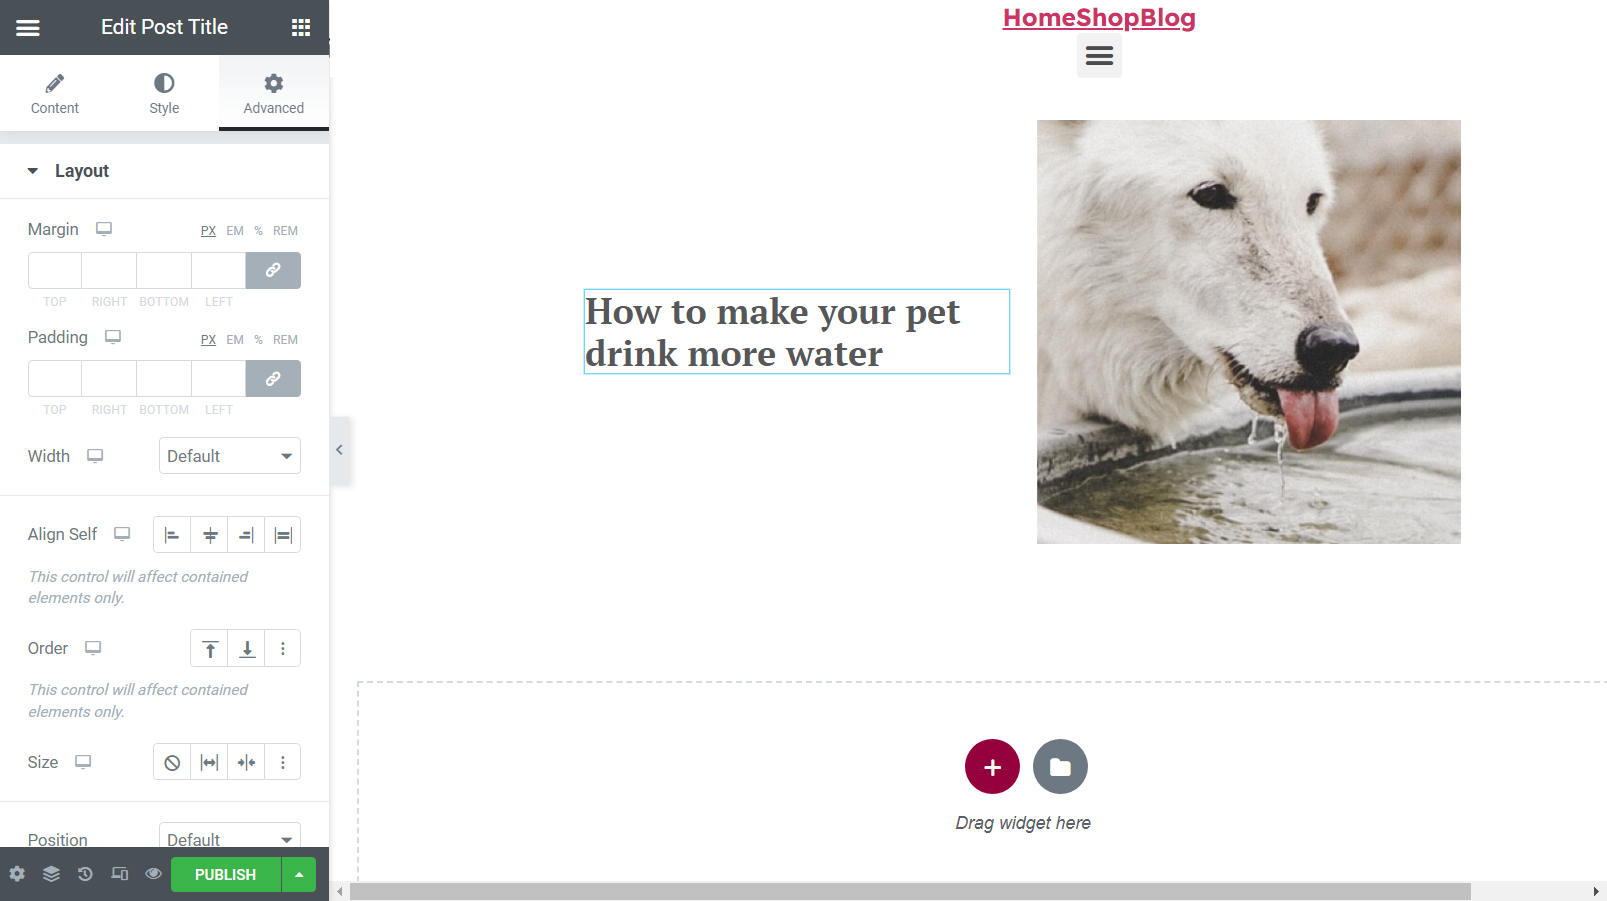 Edit Post Title
Content
Style
Advanced
Layout
Margin
PX EM % REM
TOP RIGHT BOTTOM LEFT
Padding
PX EM % REM
TOP RIGHT BOTTOM LEFT
Width
Default
Align Self
This control will affect contained
elements only.
Order
This control will affect contained
elements only.
Size
Position
Default
PUBLISH
HomeShopBlog
How to make your pet
drink more water
Drag widget here